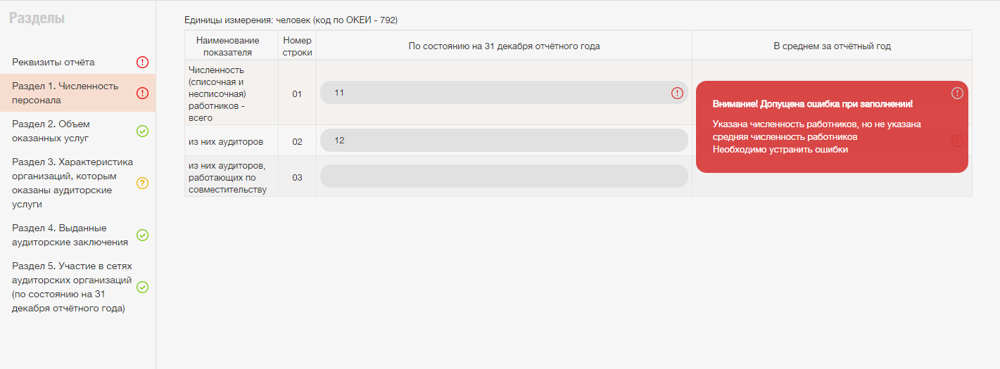 Разделы
Реквизиты отчёта
Раздел 1. Численность
персонала
Раздел 2. Объем
оказанных услуг
Раздел 3. Характеристика
организаций, которым
оказаны аудиторские
услуги
Раздел 4. Выданные
аудиторские заключения
Раздел 5. Участие в сетях
аудиторских организаций
(по состоянию на 31
декабря отчётного года)
Единицы измерения: человек (код по ОКЕИ - 792)
Наименование
показателя
Номер
строки
По состоянию на 31 декабря отчётного года
В среднем за отчётный год
Численность
(списочная и
несписочная)
работников -
всего
01
11
Внимание! Допущена ошибка при заполнении!
Указана численность работников, но не указана
средняя численность работников
Необходимо устранить ошибки
из них аудиторов
02
12
из них аудиторов,
работающих по
совместительству
03